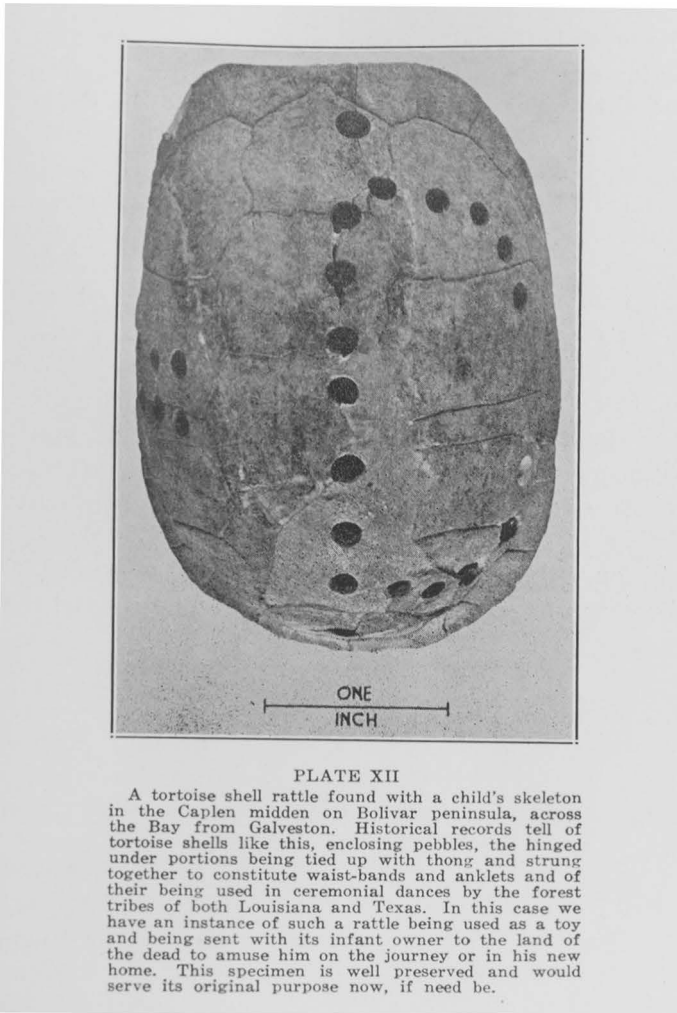 ONE
INCH
PLATE XII
A tortoise shell rattle found with a child's skeleton
in the Caplen midden on Bolivar peninsula, across
the Bay from Galveston. Historical records tell of
tortoise shells like this, enclosing pebbles, the hinged
under portions being tied up with thong and strung
together to constitute waist-bands and anklets and of
their being used in ceremonial dances by the forest
tribes of both Louisiana and Texas. In this case we
have an instance of such a rattle being used as a toy
and being sent with its infant owner to the land of
the dead to amuse him on the journey or in his new
home. This specimen is well preserved and would
serve its original purpose now, if need be.